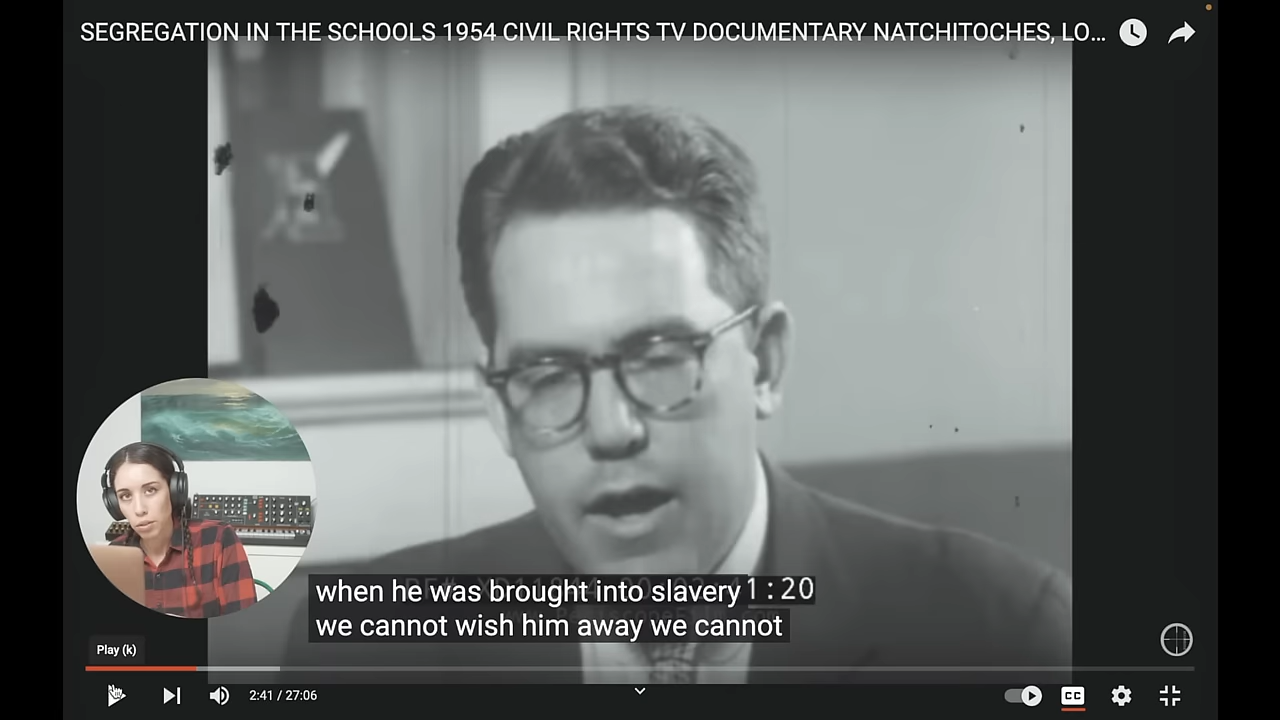 SEGREGATION IN THE SCHOOLS 1954 CIVIL RIGHTS TV DOCUMENTARY NATCHITOCHES, LO...
when he was brought into slavery
1:20
we cannot wish him away we cannot
Play (k)
2:41 / 27:06
CC